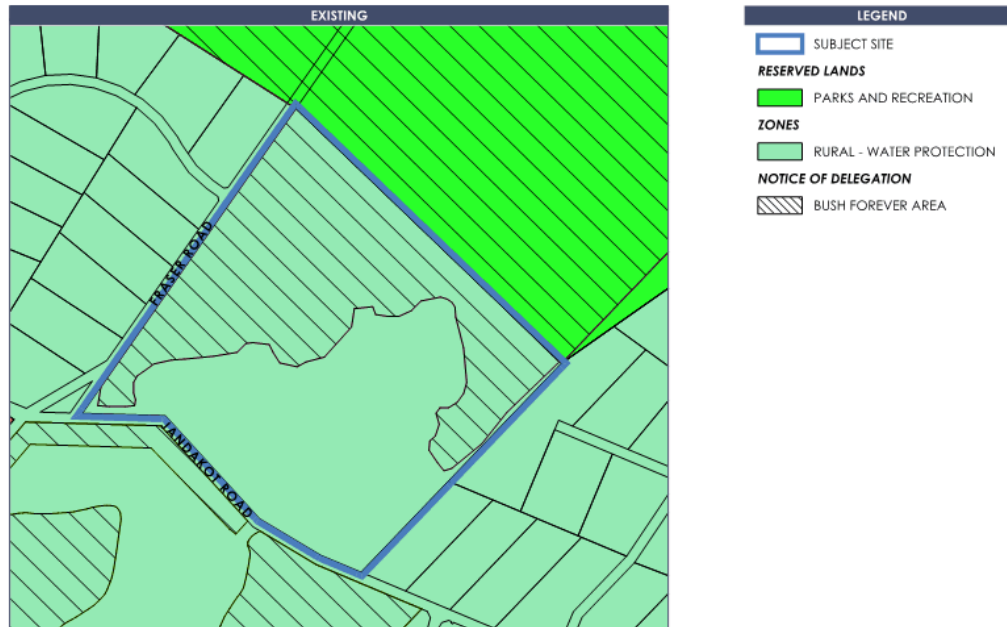 EXISTING
FRASER ROAD
JANDAKOT ROAD
LEGEND
SUBJECT SITE
RESERVED LANDS
PARKS AND RECREATION
ZONES
RURAL - WATER PROTECTION
NOTICE OF DELEGATION
BUSH FOREVER AREA